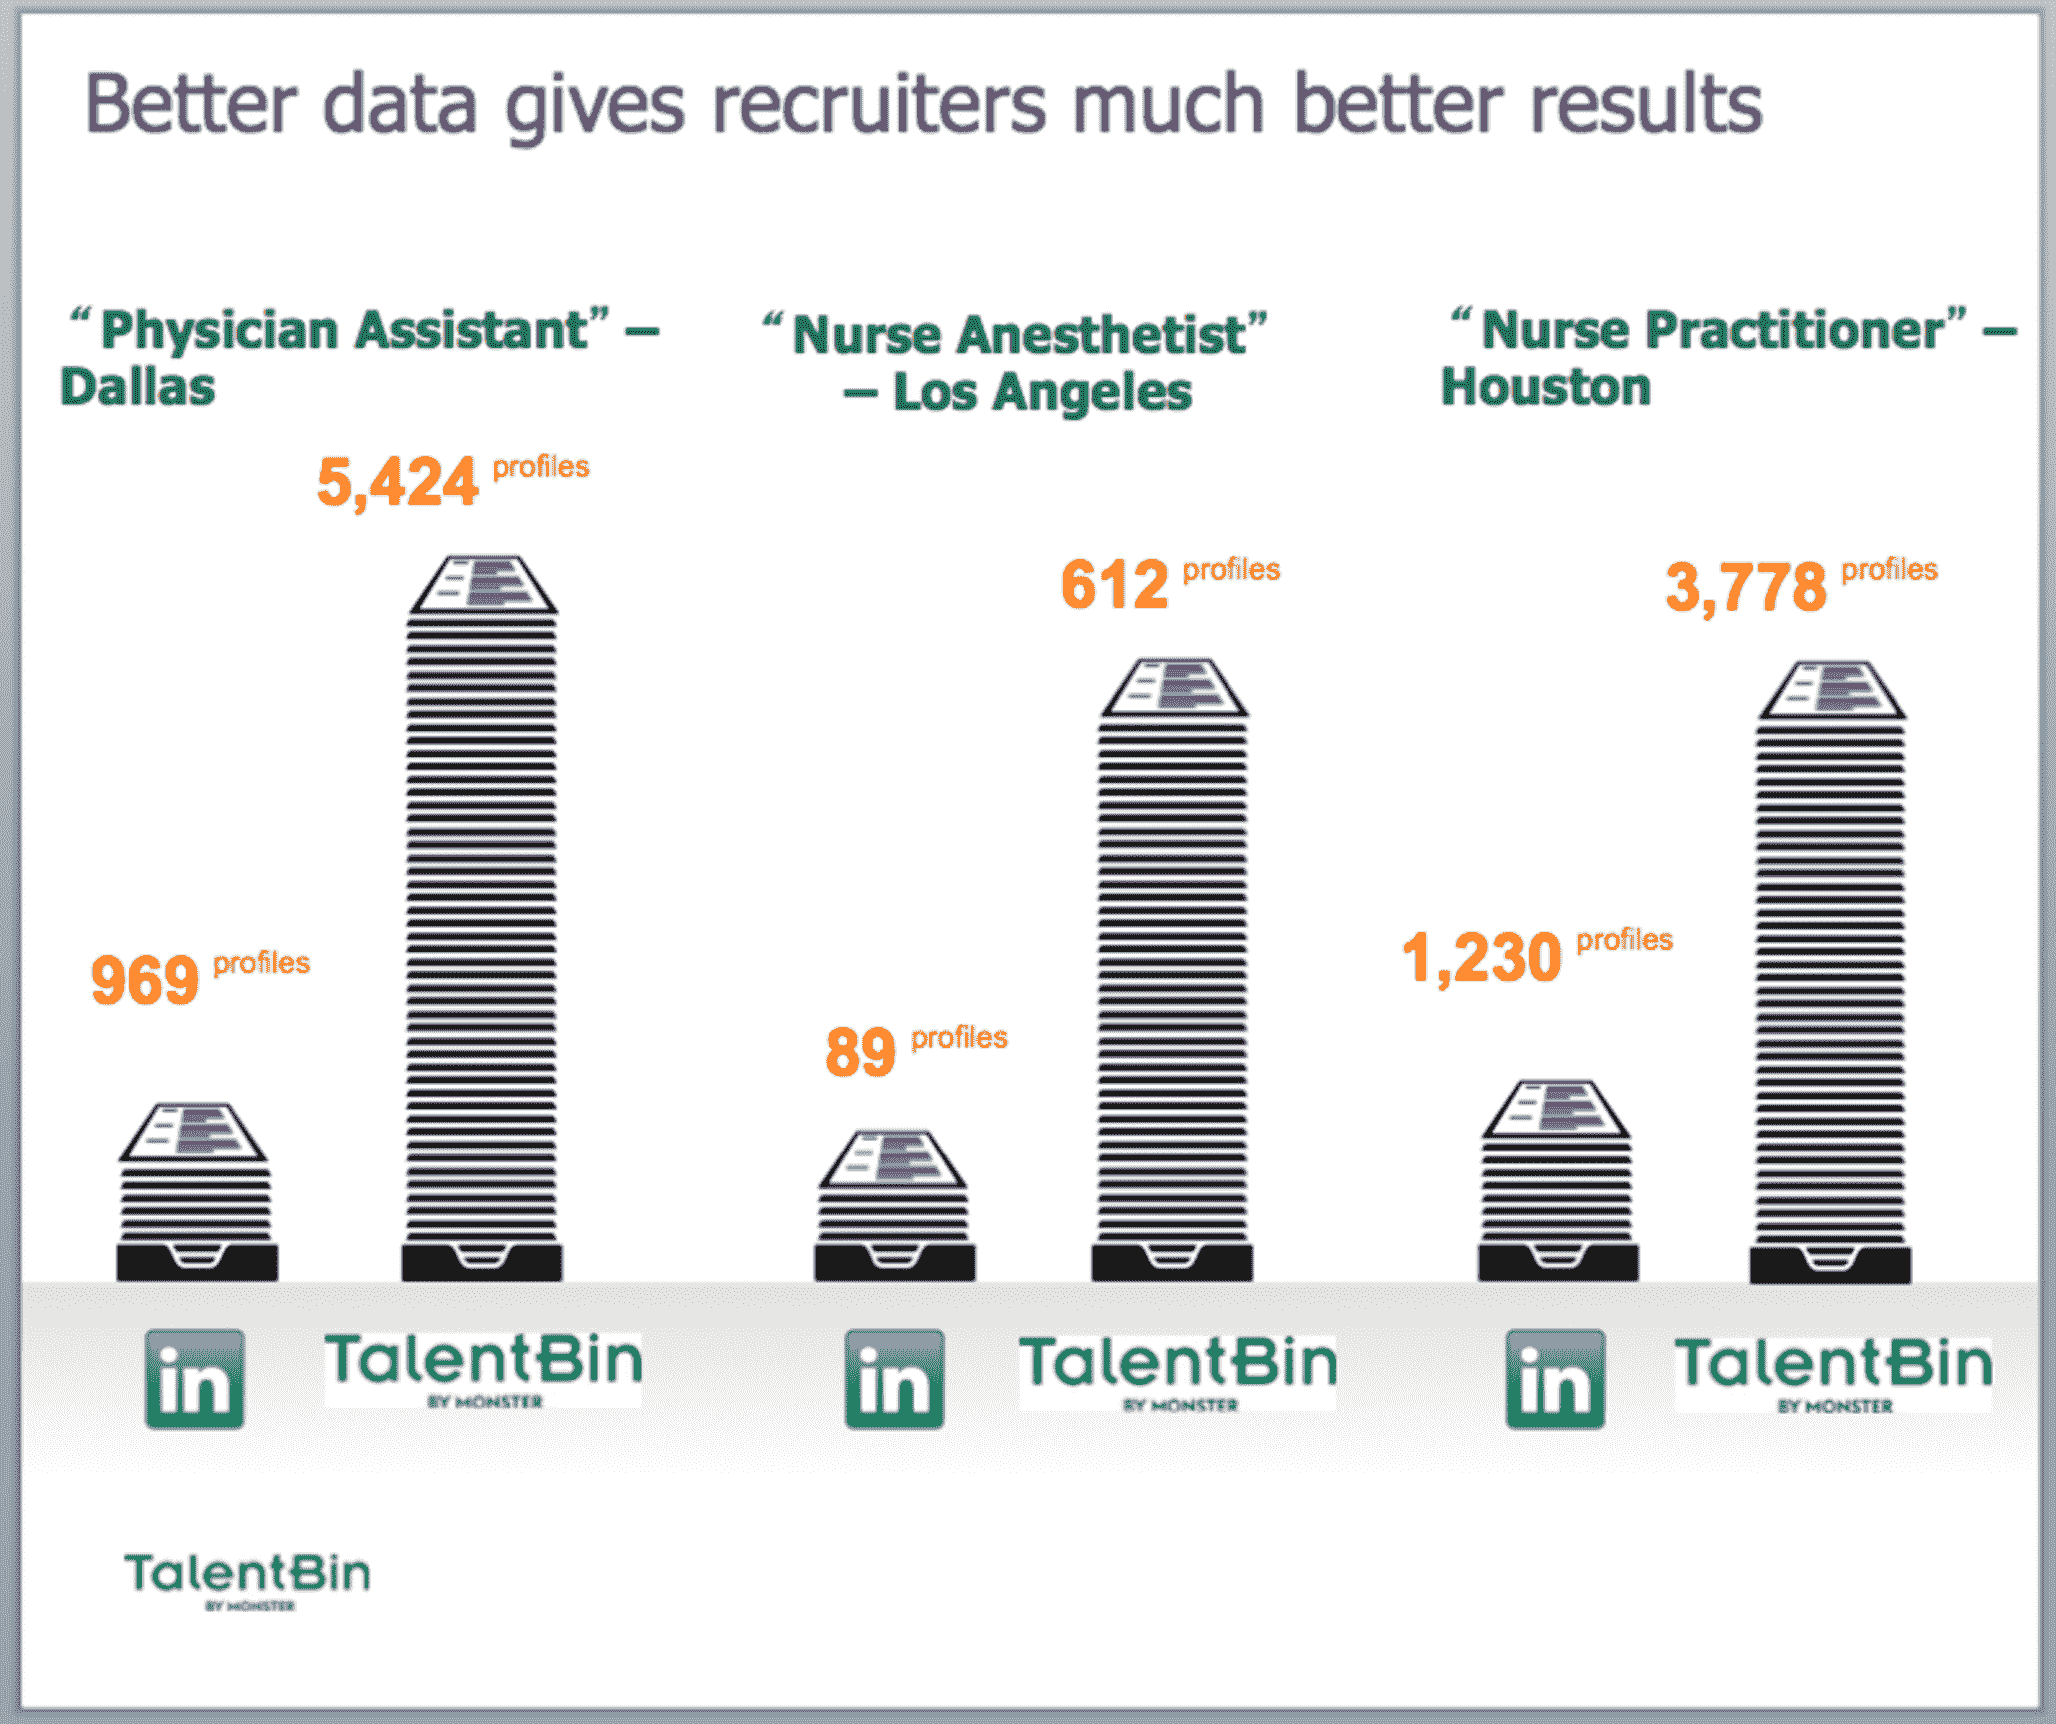 Better data gives recruiters much better results
“Physician Assistant” –
Dallas
“Nurse Anesthetist”
– Los Angeles
“Nurse Practitioner” –
Houston
5,424 profiles
612 profiles
3,778 profiles
969 profiles
89 profiles
1,230 profiles
in
TalentBin
BY MONSTER
in
TalentBin
BY MONSTER
in
TalentBin
BY MONSTER
TalentBin
BY MONSTER